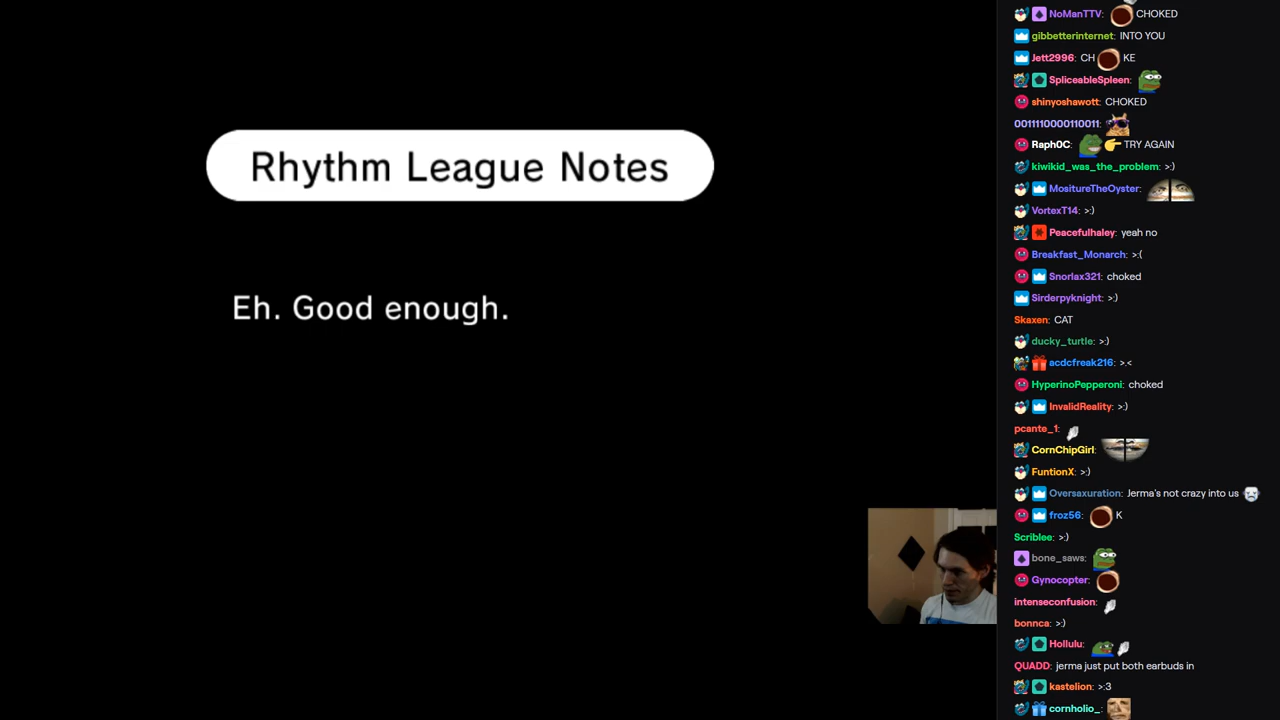 Rhythm League Notes
Eh. Good enough.
NoManTTV: CHOKED
gibbetterinternet: INTO YOU
Jett2996: CH KE
SpliceableSpleen:
shinyoshawott: CHOKED
0011110000110011:
Raph0C: TRY AGAIN
kiwikid_was_the_problem: >:)
MositureTheOyster:
VortexT14: >:)
Peacefulhaley: yeah no
Breakfast_Monarch: >:(
Snorlax321: choked
Sirderpyknight: >:)
Skaxen: CAT
ducky_turtle: >:)
acdcfreak216: >.<
HyperinoPepperoni: choked
InvalidReality: >:)
pcante_1:
CornChipGirl:
FuntionX: >:)
Oversaxuration: Jerma's not crazy into us
froz56: K
Scriblee: >:)
bone_saws:
Gynocopter:
intenseconfusion:
bonnca: >:)
Hollulu:
QUADD: jerma just put both earbuds in
kastelion: >:3
cornholio_: